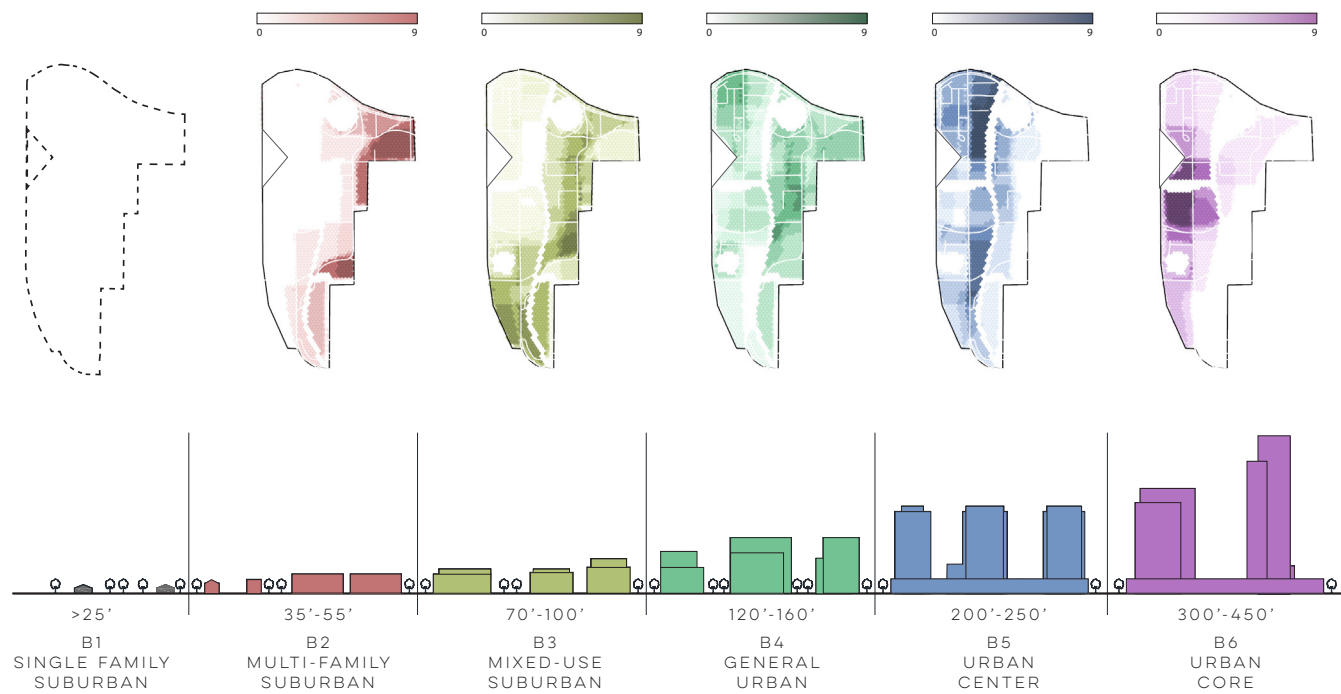 0 9
0 9
0 9
0 9
0 9
>25’
35’-55’
70’-100’
120’-160’
200’-250’
300’-450’
B1
SINGLE FAMILY
SUBURBAN
B2
MULTI-FAMILY
SUBURBAN
B3
MIXED-USE
SUBURBAN
B4
GENERAL
URBAN
B5
URBAN
CENTER
B6
URBAN
CORE